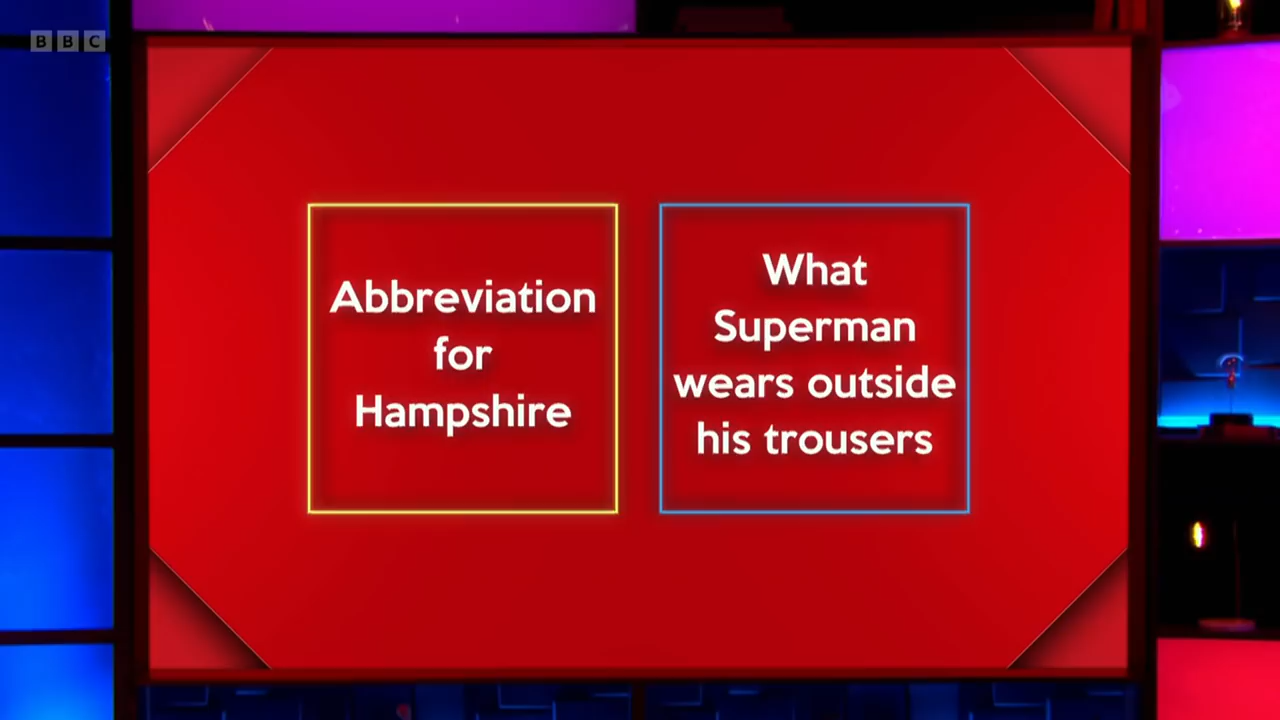 BBC
Abbreviation
for
Hampshire
What
Superman
wears outside
his trousers